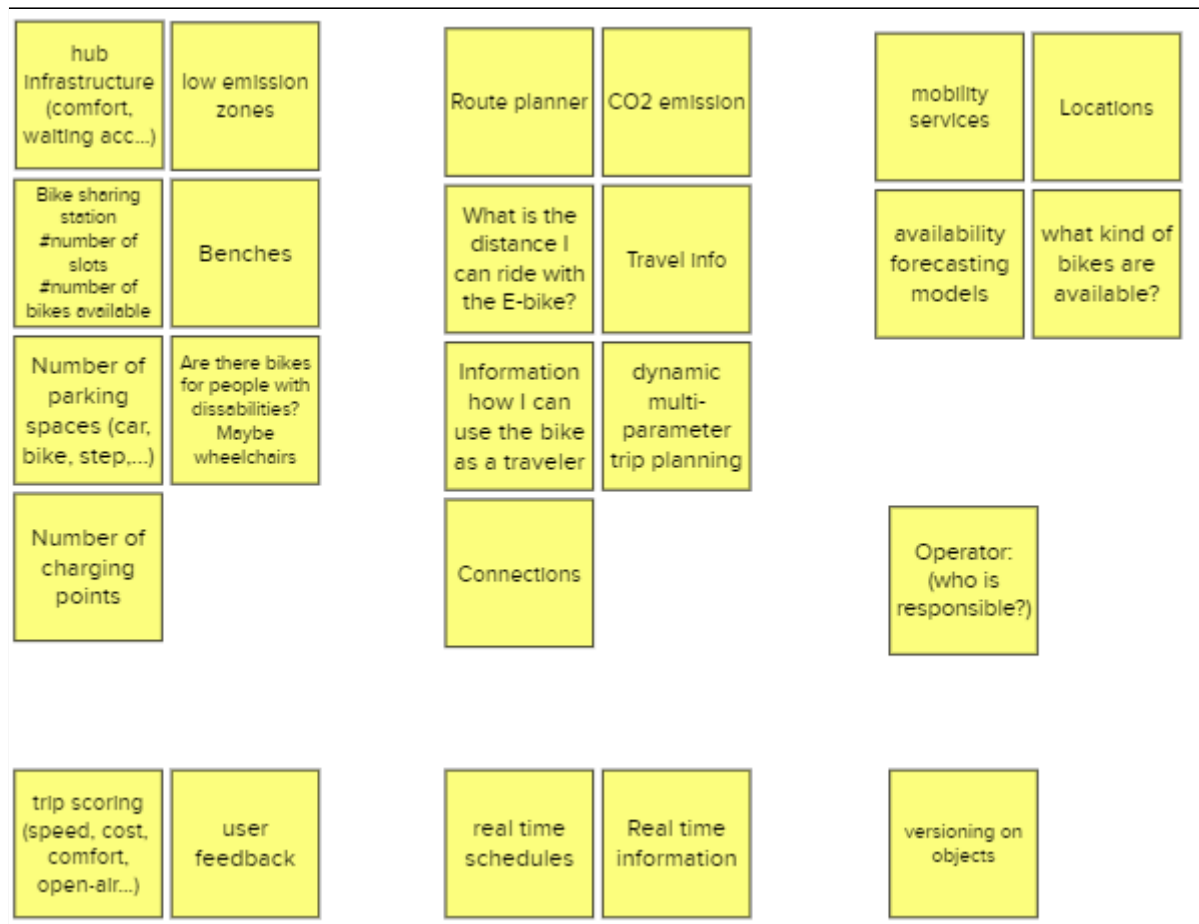 hub
infrastructure
(comfort,
waiting acc...)
low emission
zones
Bike sharing
station
#number of
slots
#number of
bikes available
Benches
Number of
parking
spaces (car,
bike, step,...)
Are there bikes
for people with
dissabilities?
Maybe
wheelchairs
Number of
charging
points
Route planner
CO2 emission
What is the
distance I
can ride with
the E-bike?
Travel info
Information
how I can
use the bike
as a traveler
dynamic
multi-
parameter
trip planning
Connections
mobility
services
Locations
availability
forecasting
models
what kind of
bikes are
available?
Operator:
(who is
responsible?)
trip scoring
(speed, cost,
comfort,
open-air...)
user
feedback
real time
schedules
Real time
information
versioning on
objects